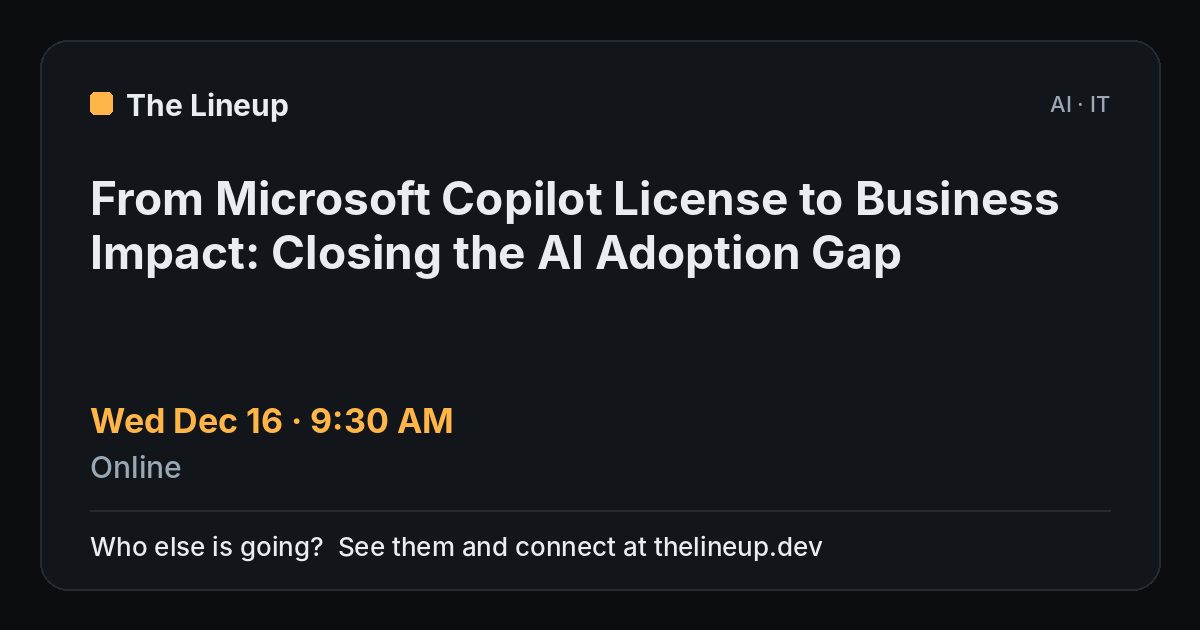 The Lineup
AI · IT
From Microsoft Copilot License to Business
Impact: Closing the AI Adoption Gap
Wed Dec 16 · 9:30 AM
Online
Who else is going?  See them and connect at thelineup.dev